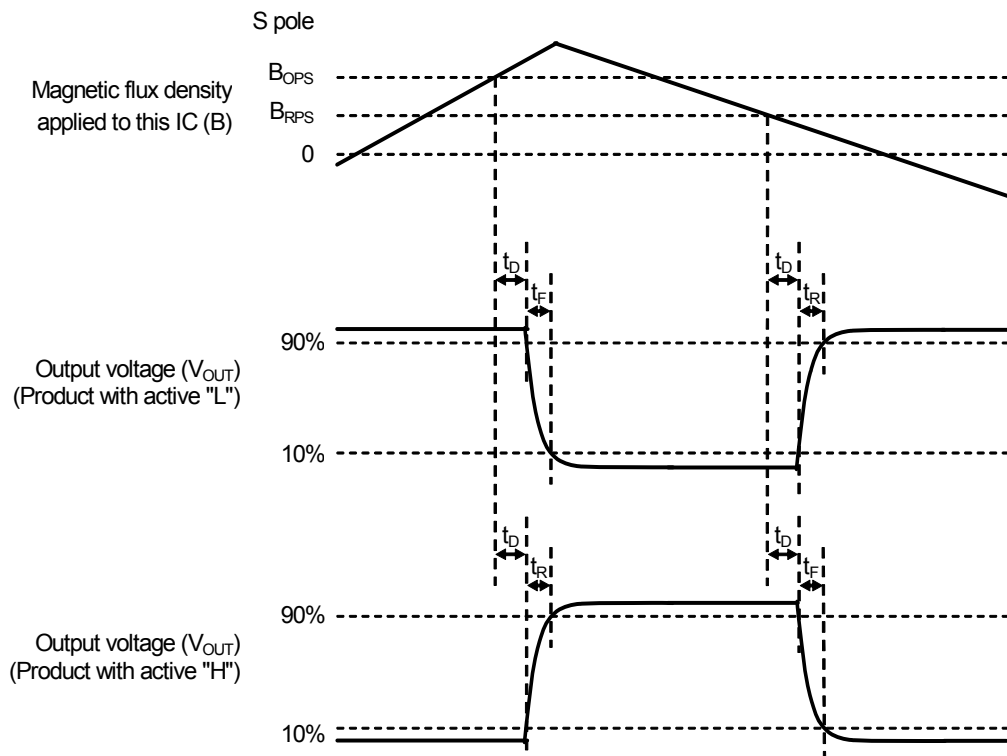 S pole
Magnetic flux density
applied to this IC (B)
BOPS
BRPS
0
tD
tF
tD
tR
90%
Output voltage (VOUT)
(Product with active "L")
10%
tD
tR
tD
tF
90%
Output voltage (VOUT)
(Product with active "H")
10%